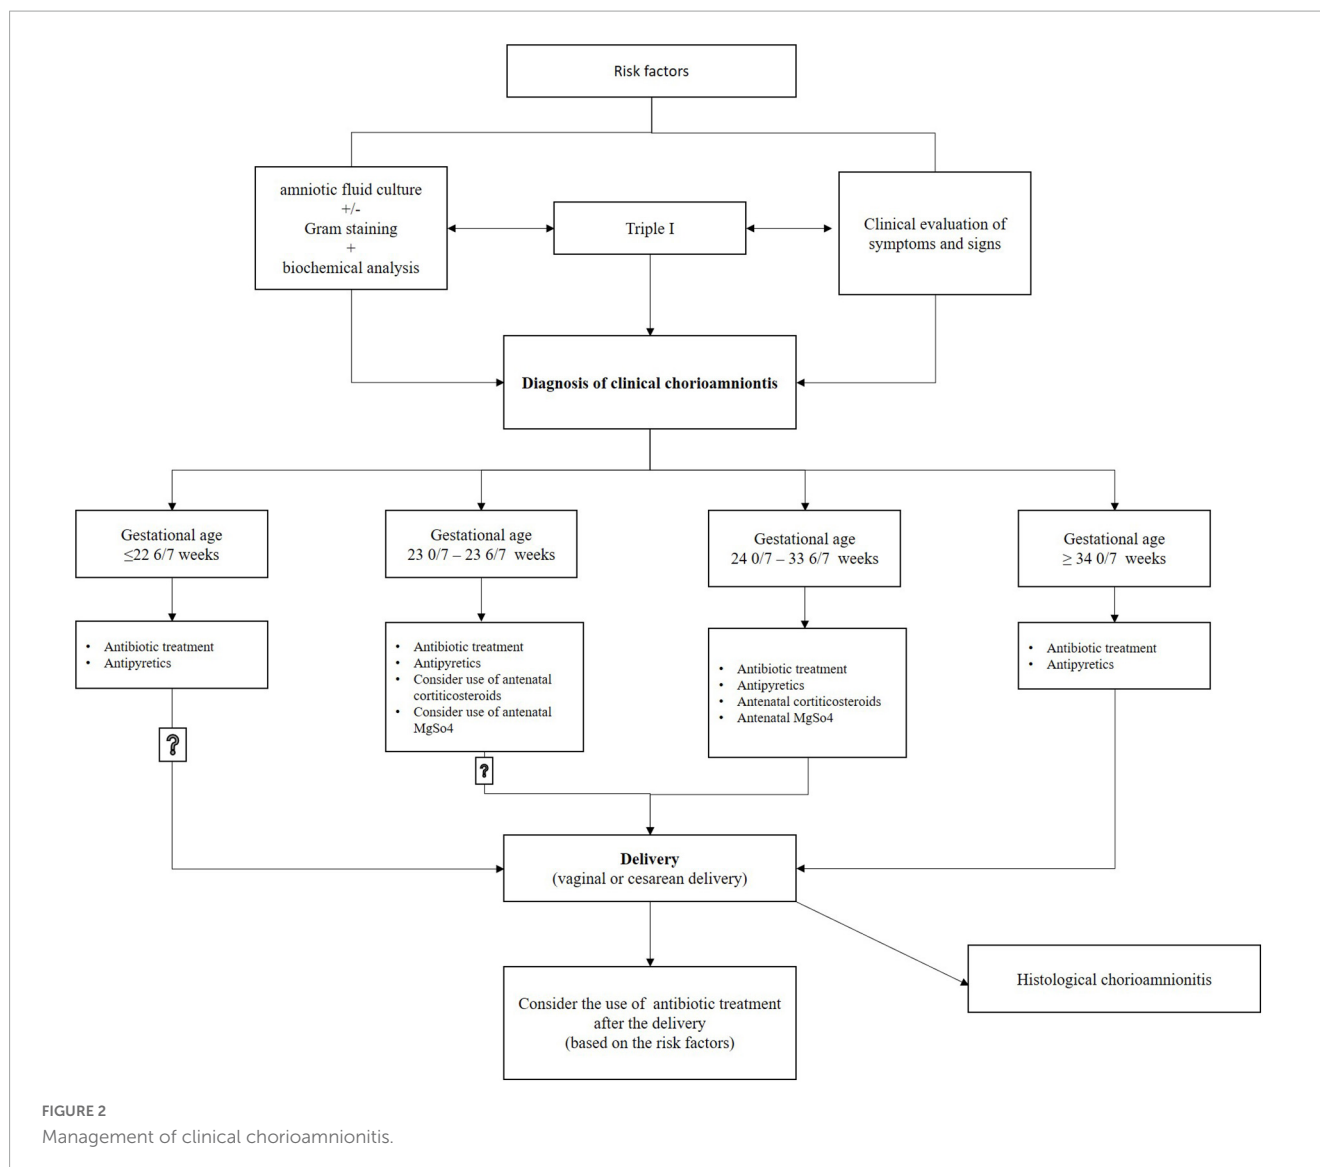 Risk factors
amniotic fluid culture
+/-
Gram staining
+
biochemical analysis
Triple I
Clinical evaluation of
symptoms and signs
Diagnosis of clinical chorioamniontis
Gestational age
≤22 6/7 weeks
Gestational age
23 0/7 – 23 6/7 weeks
Gestational age
24 0/7 – 33 6/7 weeks
Gestational age
≥ 34 0/7 weeks
• Antibiotic treatment
• Antipyretics
• Antibiotic treatment
• Antipyretics
• Consider use of antenatal
cortiticosteroids
• Consider use of antenatal
MgSo4
• Antibiotic treatment
• Antipyretics
• Antenatal cortiticosteroids
• Antenatal MgSo4
• Antibiotic treatment
• Antipyretics
?
?
Delivery
(vaginal or cesarean delivery)
Histological chorioamnionitis
Consider the use of antibiotic treatment
after the delivery
(based on the risk factors)
FIGURE 2
Management of clinical chorioamnionitis.